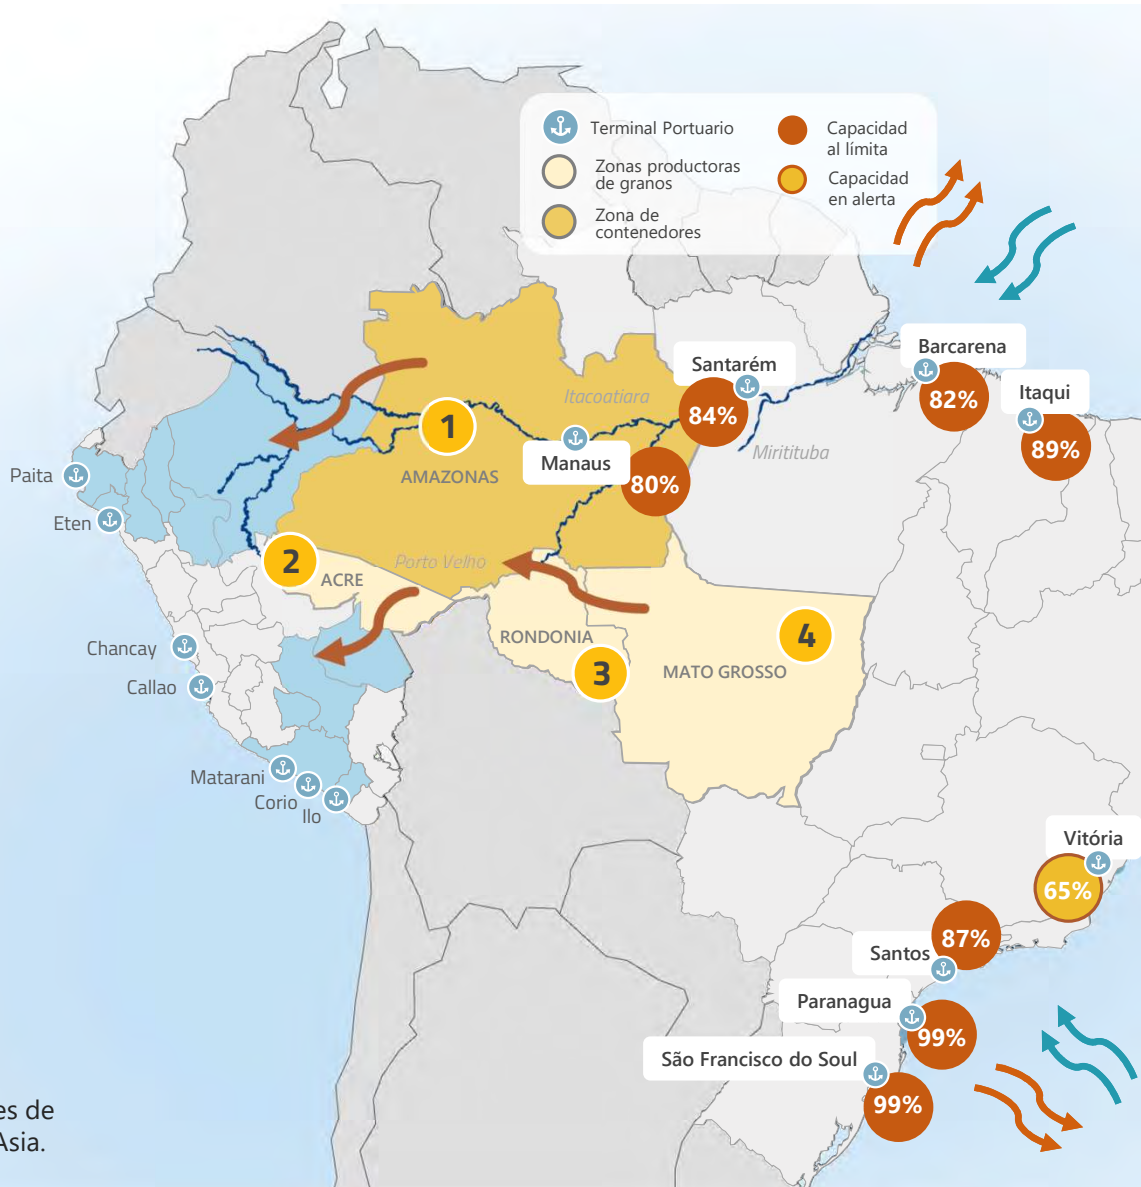 Terminal Portuario
Zonas productoras
de granos
Zona de
contenedores
Capacidad
al límita
Capacidad
en alerta
Barcarena
82%
Itaqui
89%
Santarém
84%
Itacoatiara
Miritituba
1
AMAZONAS
Manaus
80%
Paita
Eten
2
ACRE
Porto Velho
RONDONIA
3
4
MATO GROSSO
Chancay
Callao
Matarani
Corio
Ilo
Vitória
65%
87%
Santos
Paranagua
99%
São Francisco do Soul
99%
es de
Asia.